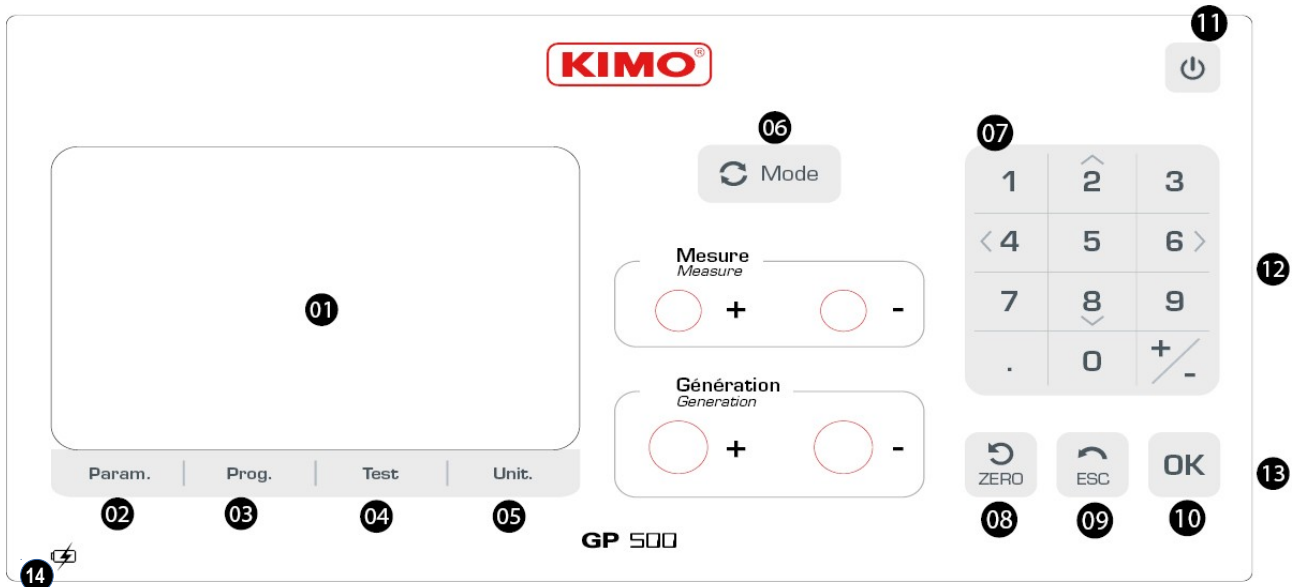 11
KIMO®
06
07
Mode
1 2 3
4 5 6
7 8 9
. 0 +/-
12
Mesure
Measure
+ -
01
Génération
Generation
+ -
Param. Prog. Test Unit.
02 03 04 05
ZERO ESC OK
13
08 09 10
GP 500
14